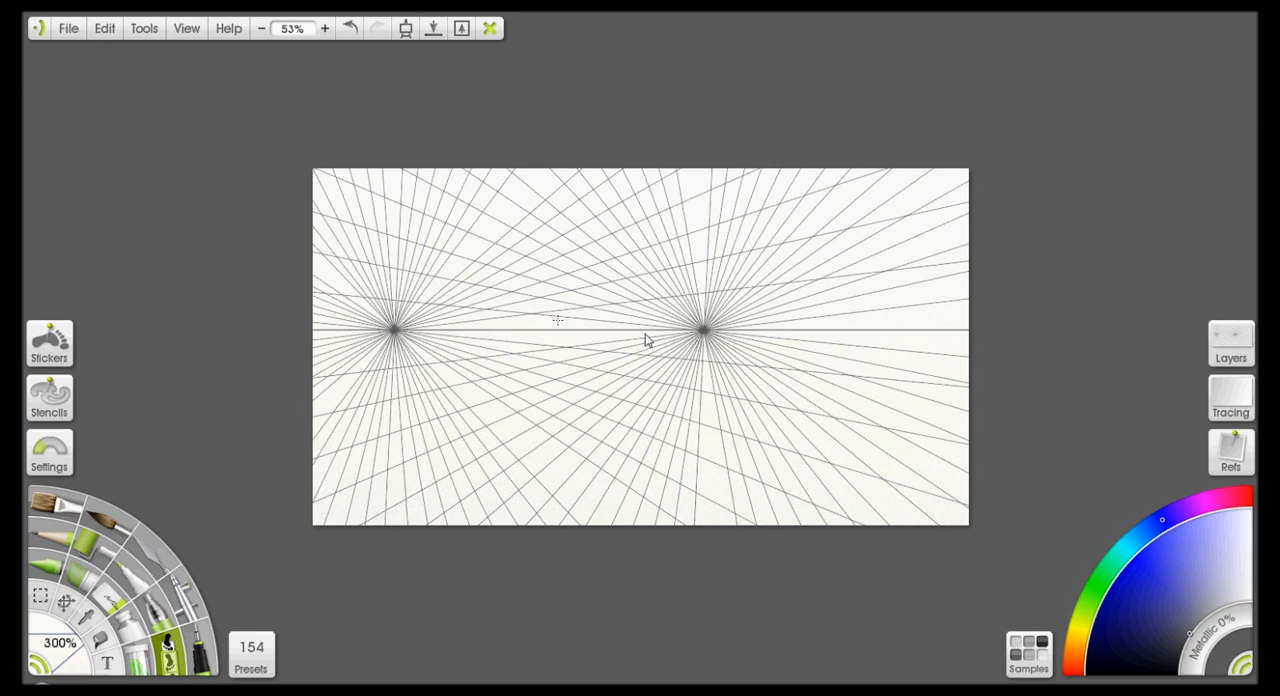 File Edit Tools View Help − 53% +
Stickers
Stencils
Settings
Layers
Tracing
Refs
300%
T
154
Presets
Samples
Metallic 0%